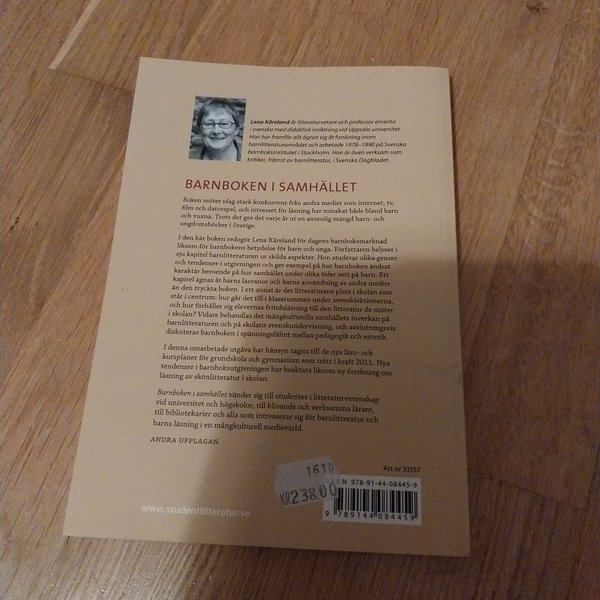 Lena Kåreland är litteraturvetare och professor emerita
i svenska med didaktisk inriktning vid Uppsala universitet.
Hon har framför allt ägnat sig åt forskning inom
barnlitteraturområdet och arbetade 1978–1990 på Svenska
barnboksinstitutet i Stockholm. Hon är även verksam som
kritiker, främst av barnlitteratur, i Svenska Dagbladet.
BARNBOKEN I SAMHÄLLET
Boken möter idag stark konkurrens från andra medier som internet, tv,
film och datorspel, och intresset för läsning har minskat både bland barn
och vuxna. Trots det ges det varje år ut en ansenlig mängd barn- och
ungdomsböcker i Sverige.
I den här boken redogör Lena Kåreland för dagens barnboksmarknad
liksom för barnbokens betydelse för barn och unga. Författaren belyser i
sju kapitel barnlitteraturen ur skilda aspekter. Hon studerar olika genrer
och tendenser i utgivningen och ger exempel på hur barnboken ändrat
karaktär beroende på hur samhället under olika tider sett på barn. Ett
kapitel ägnas åt barns läsvanor och barns användning av andra medier
än den tryckta boken. I ett annat är det litteraturens plats i skolan som
står i centrum: hur går det till i klassrummen under svensklektionerna,
och hur förhåller sig elevernas fritidsläsning till den litteratur de möter
i skolan? Vidare behandlas det mångkulturella samhällets inverkan på
barnlitteraturen och på skolans svenskundervisning, och avslutningsvis
diskuteras barnboken i spänningsfältet mellan pedagogik och estetik.
I denna omarbetade utgåva har hänsyn tagits till de nya läro- och
kursplaner för grundskola och gymnasium som trätt i kraft 2011. Nya
tendenser i barnboksutgivningen har beaktats liksom ny forskning om
läsning av skönlitteratur i skolan.
Barnboken i samhället vänder sig till studenter i litteraturvetenskap
vid universitet och högskolor, till blivande och verksamma lärare,
till bibliotekarier och alla som intresserar sig för barnlitteratur och
barns läsning i en mångkulturell medievärld.
ANDRA UPPLAGAN
Art.nr 33157
1610
KR238.00
ISBN 978-91-44-08445-9
9 789144 084459
www.studentlitteratur.se